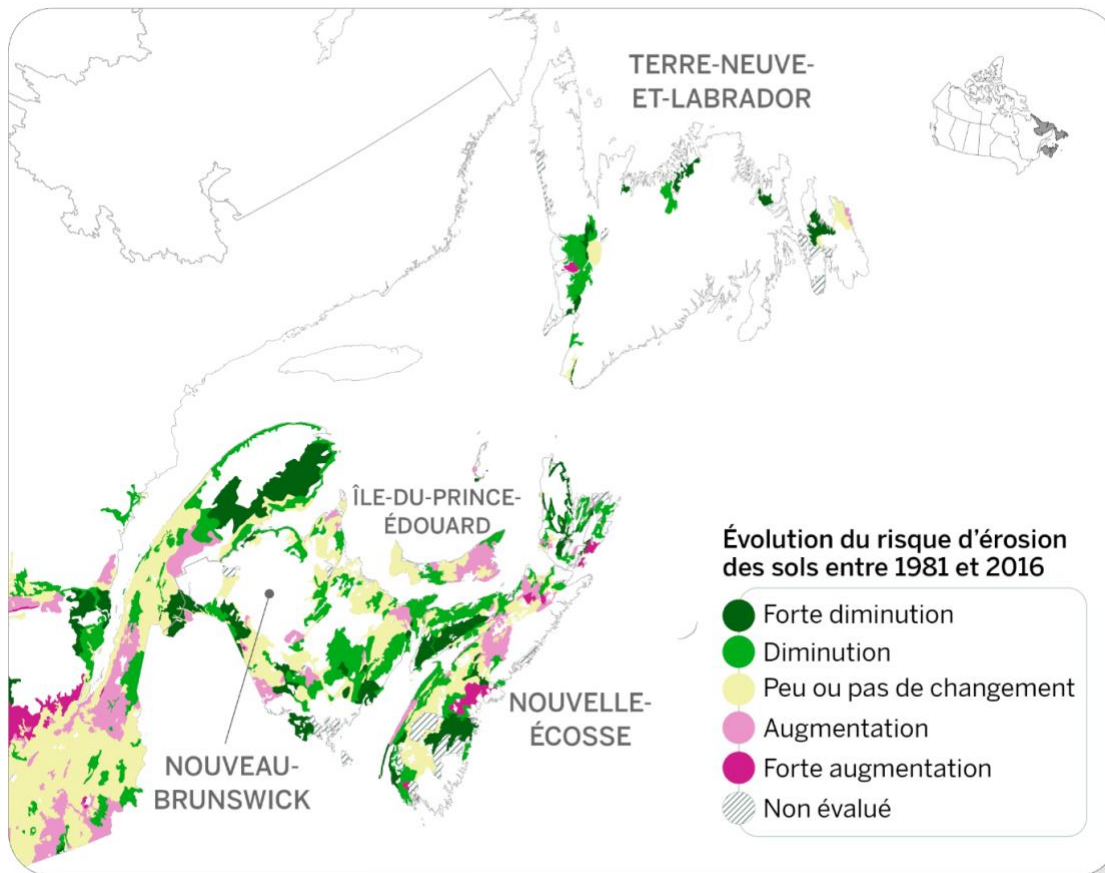 TERRE-NEUVE-
ET-LABRADOR
ÎLE-DU-PRINCE-
ÉDOUARD
NOUVELLE-
ÉCOSSE
NOUVEAU-
BRUNSWICK
Évolution du risque d’érosion
des sols entre 1981 et 2016
Forte diminution
Diminution
Peu ou pas de changement
Augmentation
Forte augmentation
Non évalué